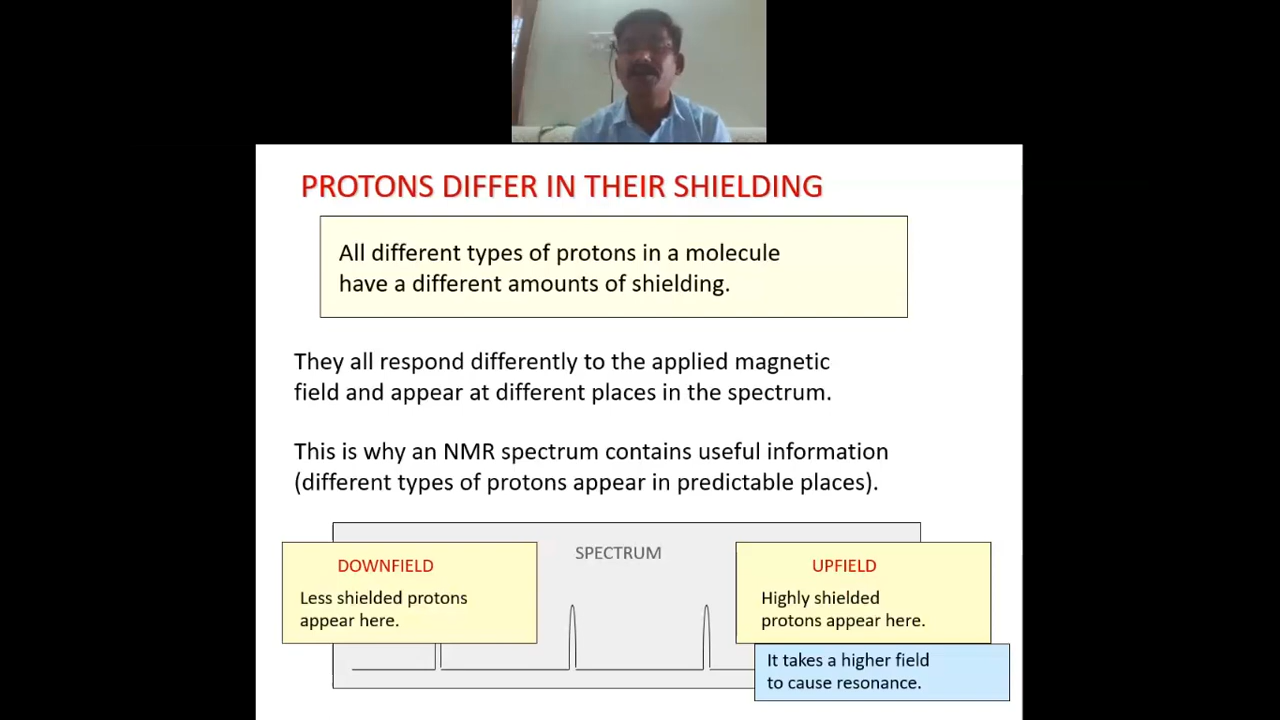 PROTONS DIFFER IN THEIR SHIELDING
All different types of protons in a molecule
have a different amounts of shielding.
They all respond differently to the applied magnetic
field and appear at different places in the spectrum.
This is why an NMR spectrum contains useful information
(different types of protons appear in predictable places).
SPECTRUM
DOWNFIELD
Less shielded protons
appear here.
UPFIELD
Highly shielded
protons appear here.
It takes a higher field
to cause resonance.